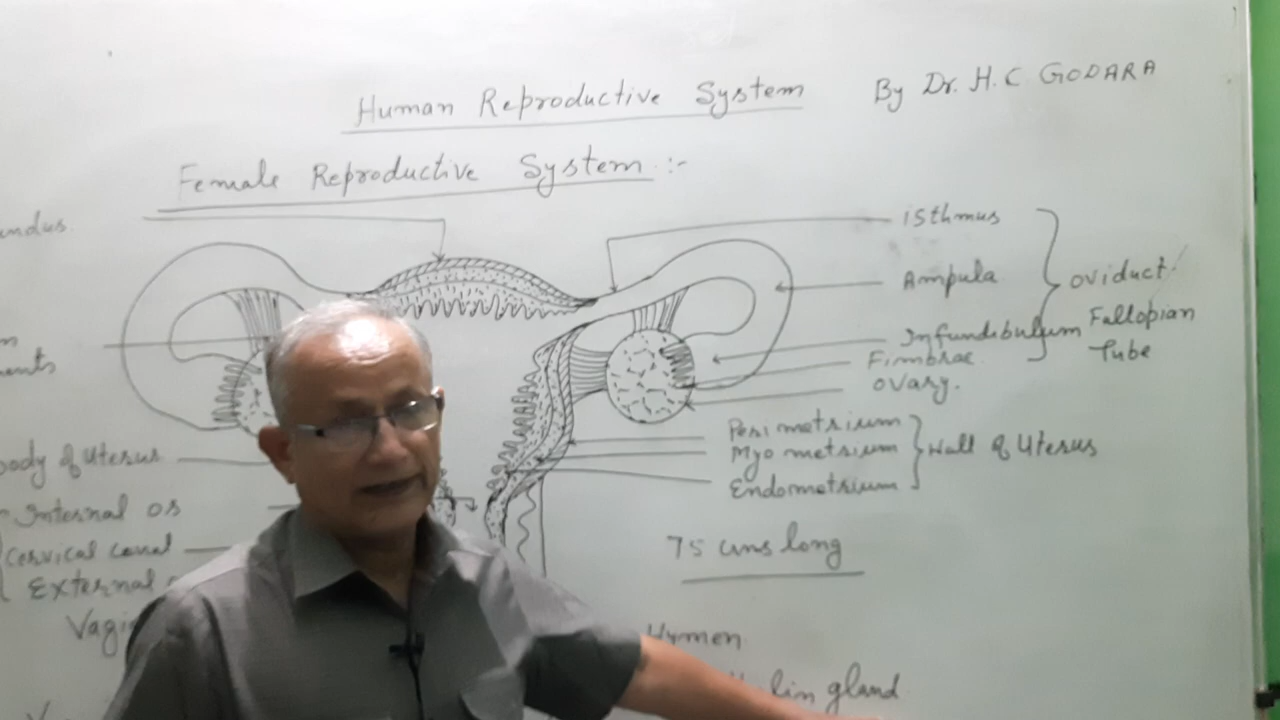 Human Reproductive System By Dr. H. C GODARA
Female Reproductive System :-
undus.
isthmus
Ampula
oviduct
Infundibulum
Fallopian
Tube
Fimbrae
ovary.
ments
Perimetrium
Myometrium
Endometrium
Wall of Uterus
body of Uterus
Internal os
Cervical canal
External
Vagi
75 cms long
Hymen
lin gland